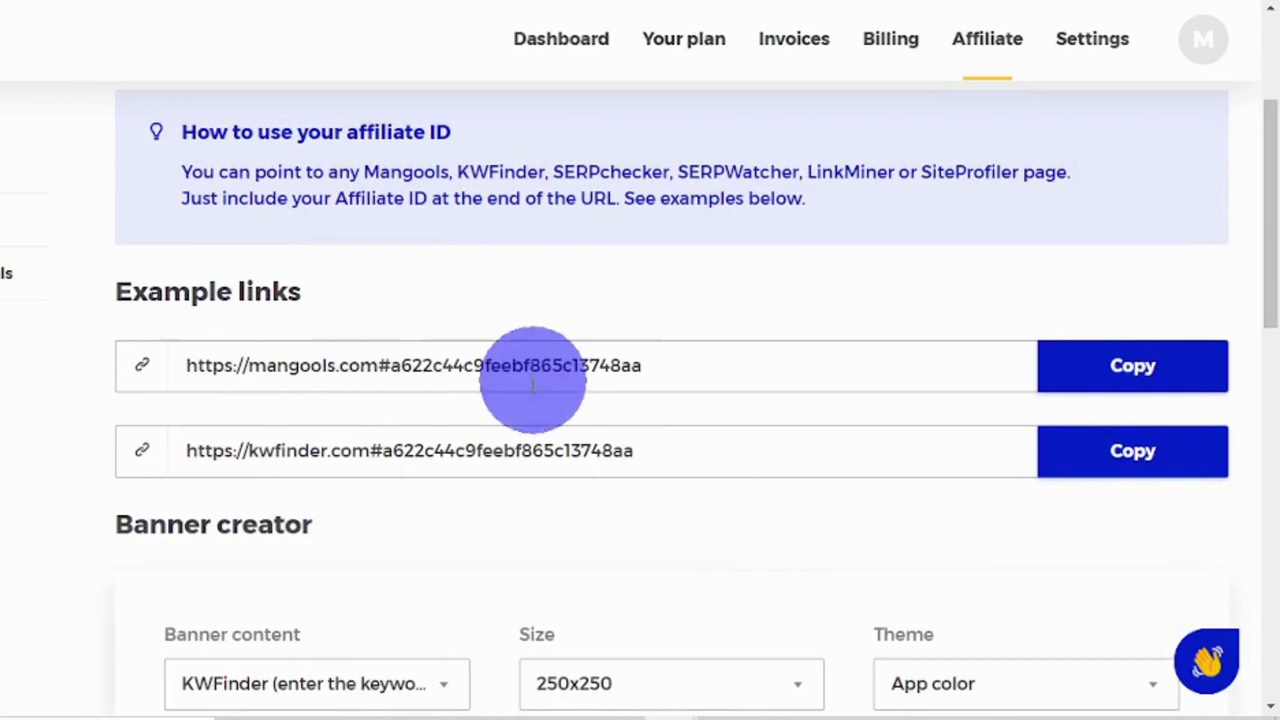 Dashboard Your plan Invoices Billing Affiliate Settings M
How to use your affiliate ID
You can point to any Mangools, KWFinder, SERPchecker, SERPWatcher, LinkMiner or SiteProfiler page.
Just include your Affiliate ID at the end of the URL. See examples below.
ls
Example links
https://mangools.com#a622c44c9feebf865c13748aa Copy
https://kwfinder.com#a622c44c9feebf865c13748aa Copy
Banner creator
Banner content Size Theme
KWFinder (enter the keywo... 250x250 App color